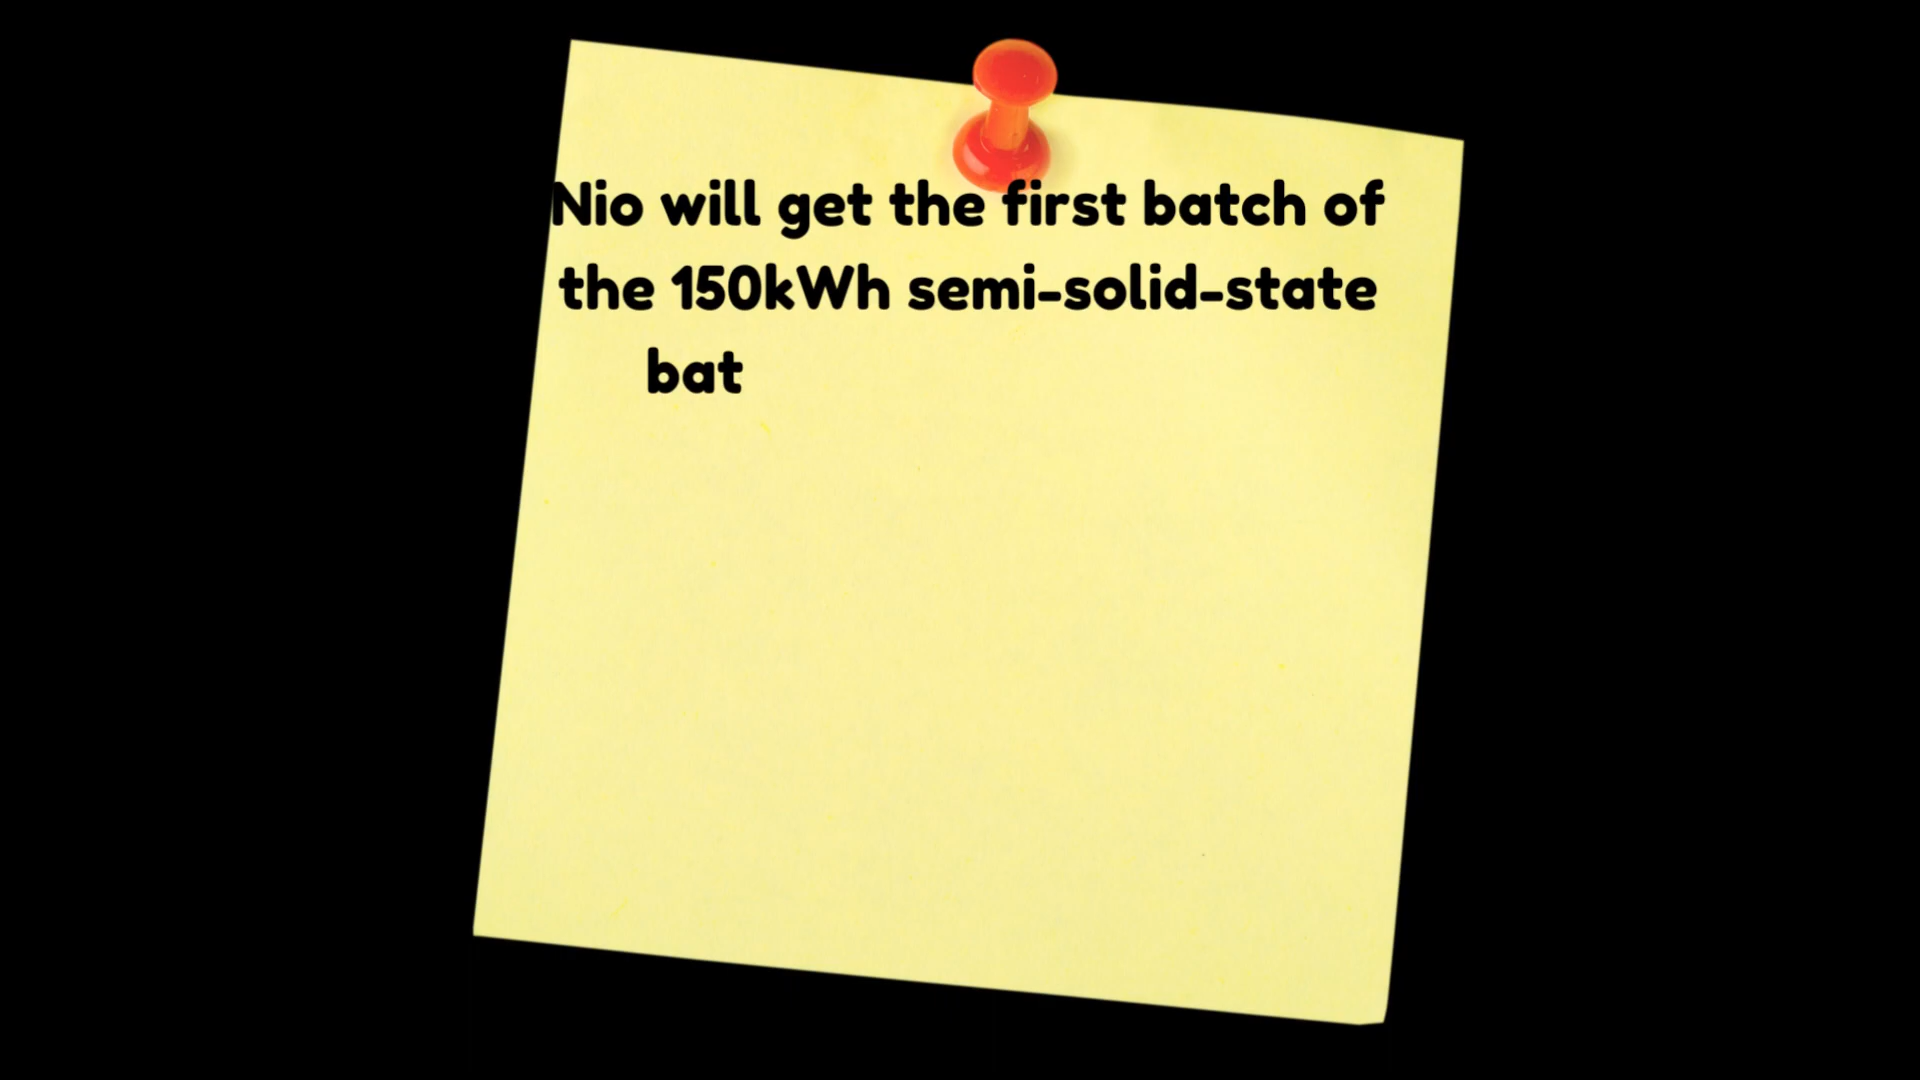 Nio will get the first batch of
the 150kWh semi-solid-state
bat